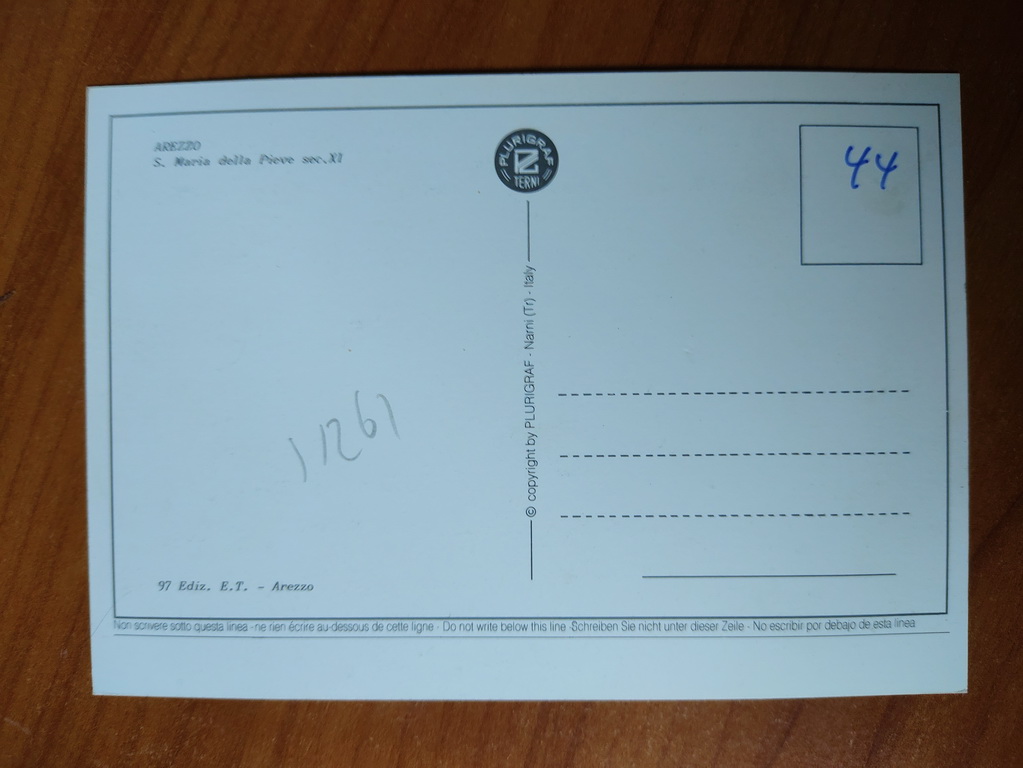 AREZZO
S. Maria della Pieve sec.XI
PLURIGRAF
TERNI
44
© copyright by PLURIGRAF - Narni (Tr) - Italy
97 Ediz. E.T. - Arezzo
Non scrivere sotto questa linea - ne rien écrire au-dessous de cette ligne - Do not write below this line - Schreiben Sie nicht unter dieser Zeile - No escribir por debajo de esta linea